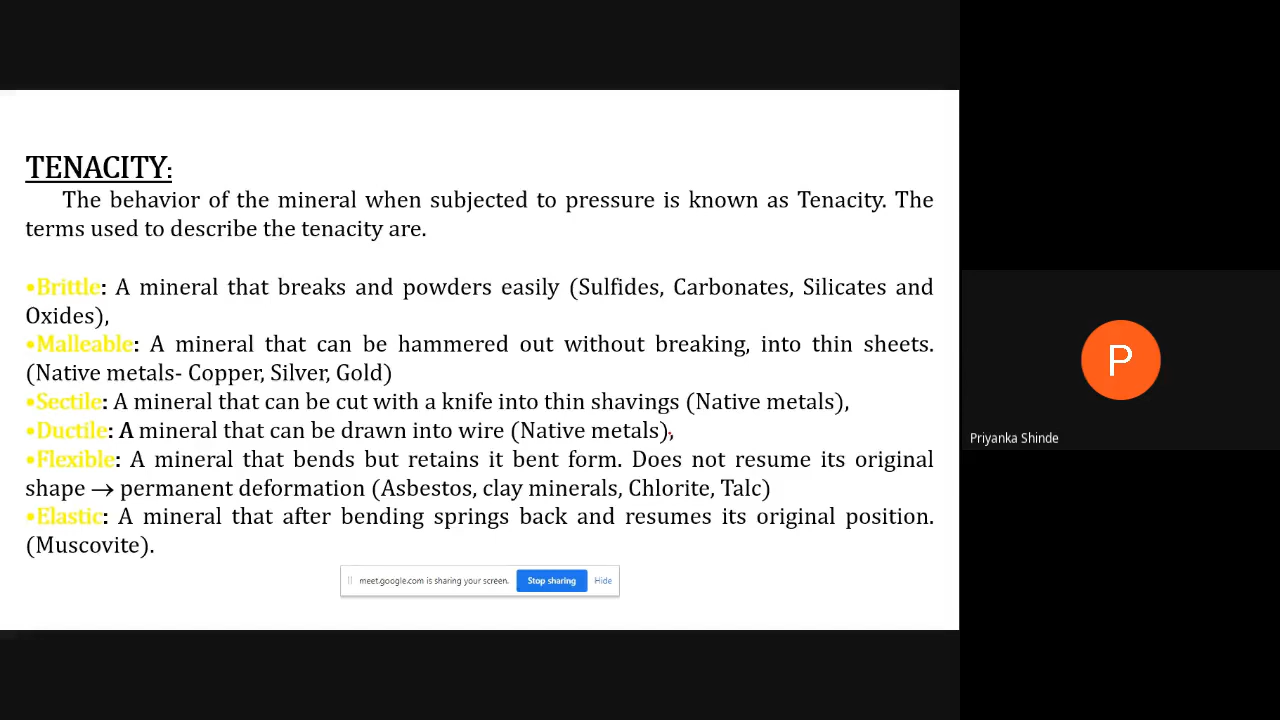 TENACITY:
The behavior of the mineral when subjected to pressure is known as Tenacity. The
terms used to describe the tenacity are.
•Brittle: A mineral that breaks and powders easily (Sulfides, Carbonates, Silicates and
Oxides),
•Malleable: A mineral that can be hammered out without breaking, into thin sheets.
(Native metals- Copper, Silver, Gold)
•Sectile: A mineral that can be cut with a knife into thin shavings (Native metals),
•Ductile: A mineral that can be drawn into wire (Native metals),
•Flexible: A mineral that bends but retains it bent form. Does not resume its original
shape → permanent deformation (Asbestos, clay minerals, Chlorite, Talc)
•Elastic: A mineral that after bending springs back and resumes its original position.
(Muscovite).
meet.google.com is sharing your screen. Stop sharing Hide
P
Priyanka Shinde